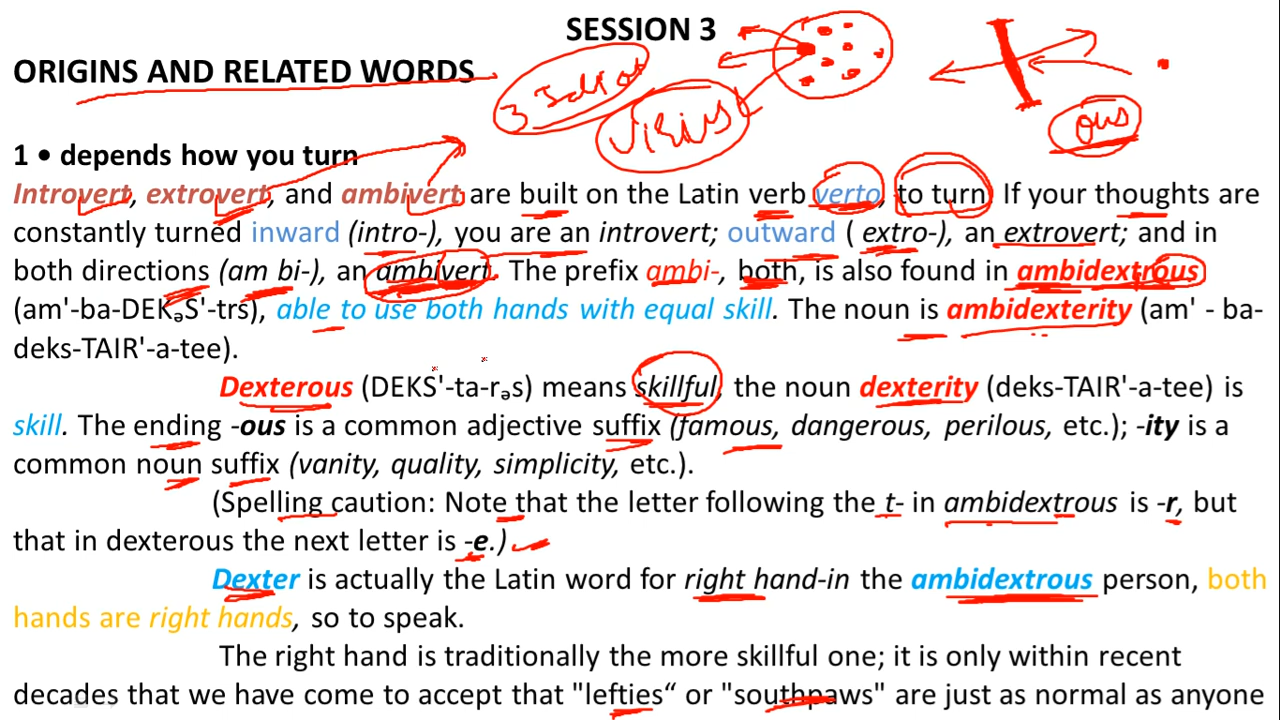 SESSION 3
ORIGINS AND RELATED WORDS
3
ous
1 • depends how you turn
Introvert, extrovert, and ambivert are built on the Latin verb verto, to turn. If your thoughts are
constantly turned inward (intro-), you are an introvert; outward ( extro-), an extrovert; and in
both directions (am bi-), an ambivert. The prefix ambi-, both, is also found in ambidextrous
(am'-ba-DEKₔS'-trs), able to use both hands with equal skill. The noun is ambidexterity (am' - ba-
deks-TAIR'-a-tee).
Dexterous (DEKS'-ta-rₔs) means skillful, the noun dexterity (deks-TAIR'-a-tee) is
skill. The ending -ous is a common adjective suffix (famous, dangerous, perilous, etc.); -ity is a
common noun suffix (vanity, quality, simplicity, etc.).
(Spelling caution: Note that the letter following the t- in ambidextrous is -r, but
that in dexterous the next letter is -e.)
Dexter is actually the Latin word for right hand-in the ambidextrous person, both
hands are right hands, so to speak.
The right hand is traditionally the more skillful one; it is only within recent
decades that we have come to accept that "lefties“ or "southpaws" are just as normal as anyone